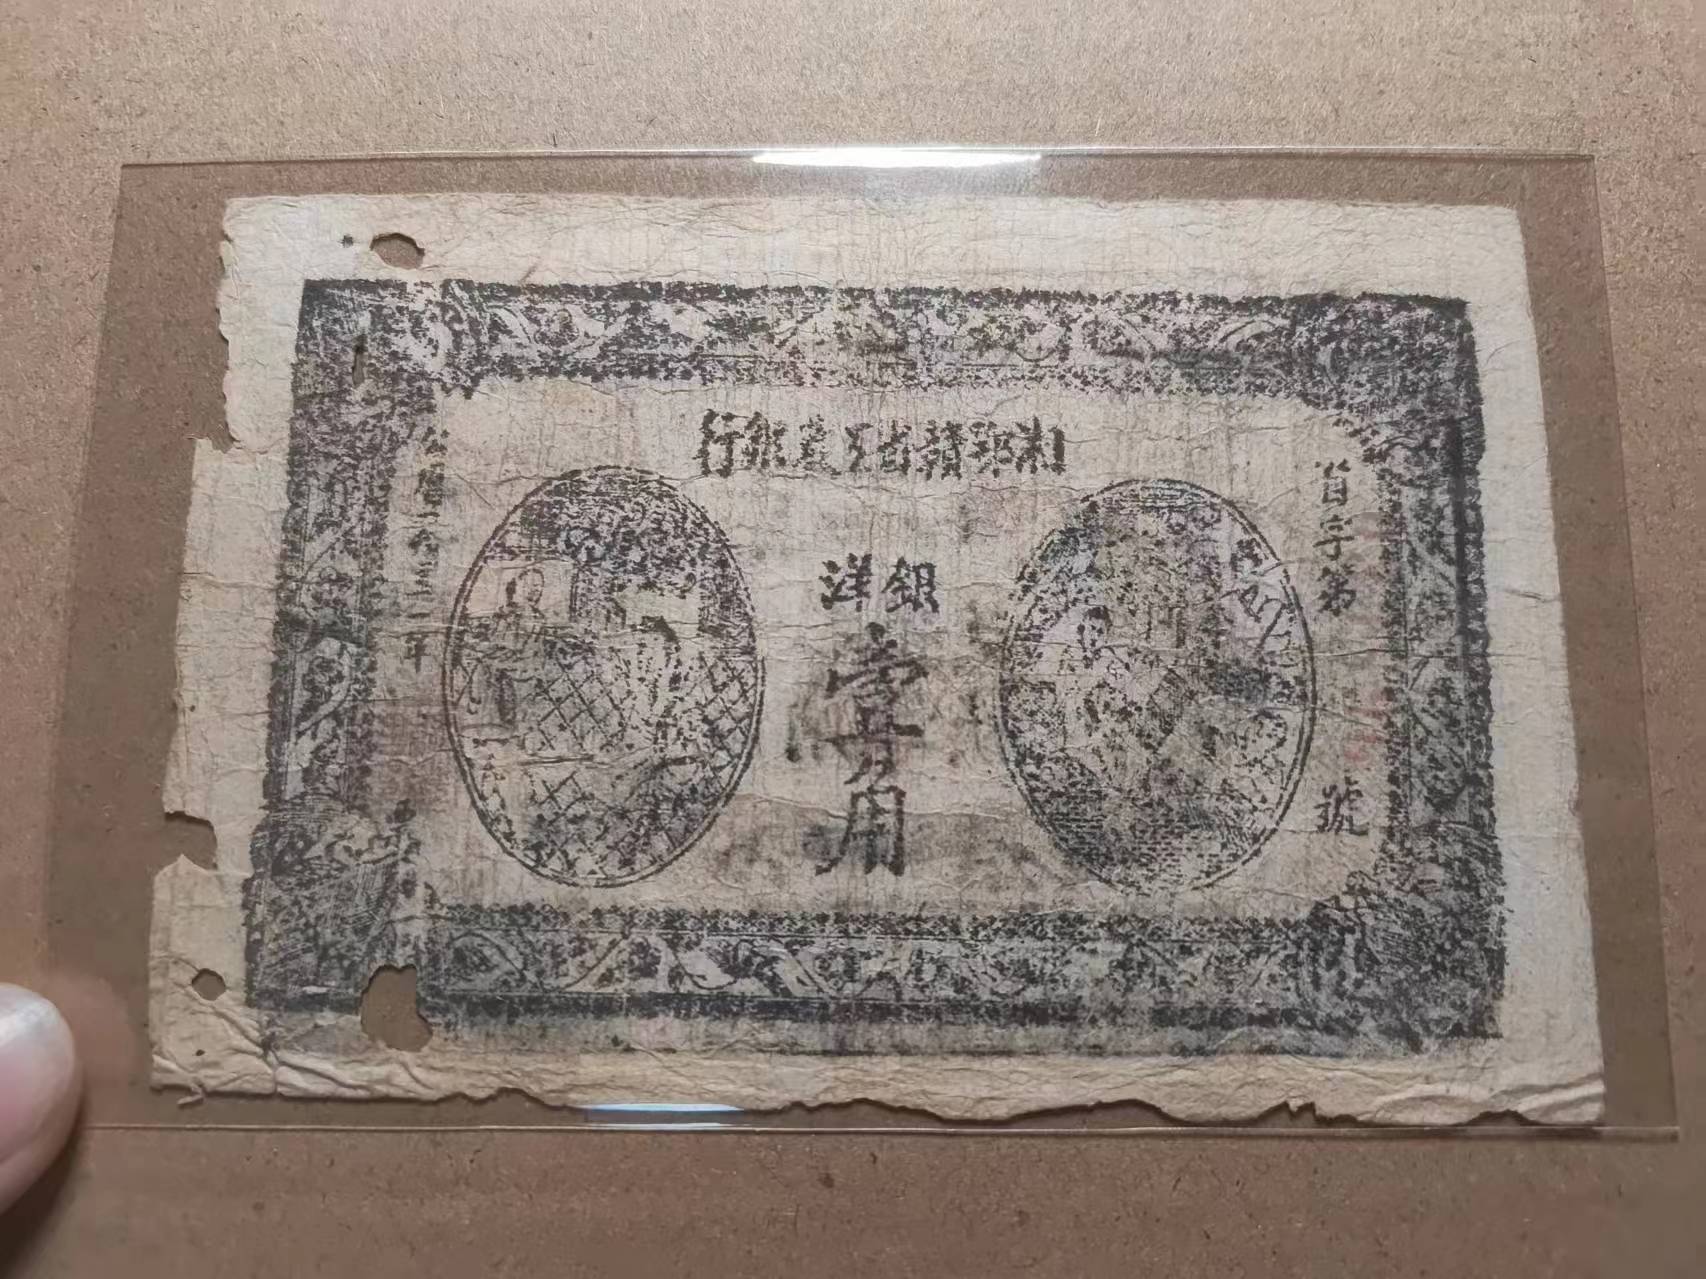 湘鄂贛省工農銀行
首字第 號
銀洋
壹角
公曆一九三二年